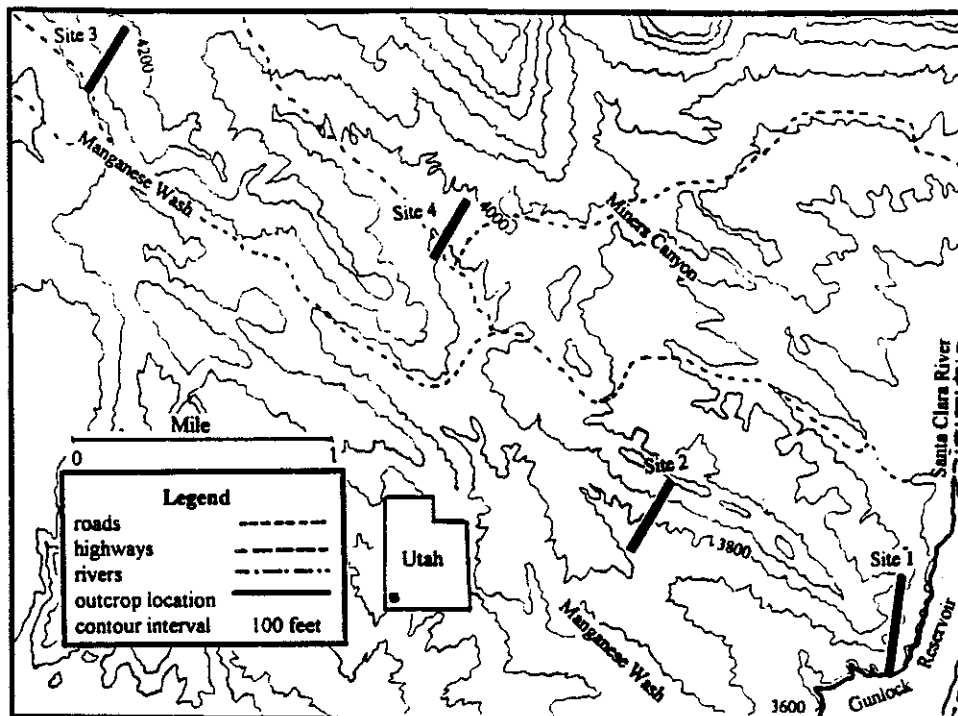 Site 3
4200
Manganese Wash
Site 4
4000
Miners Canyon
Santa Clara River
Mile
0 1
Legend
roads
highways
rivers
outcrop location
contour interval 100 feet
Utah
Site 2
3800
Site 1
Manganese Wash
3600
Gunlock
Reservoir